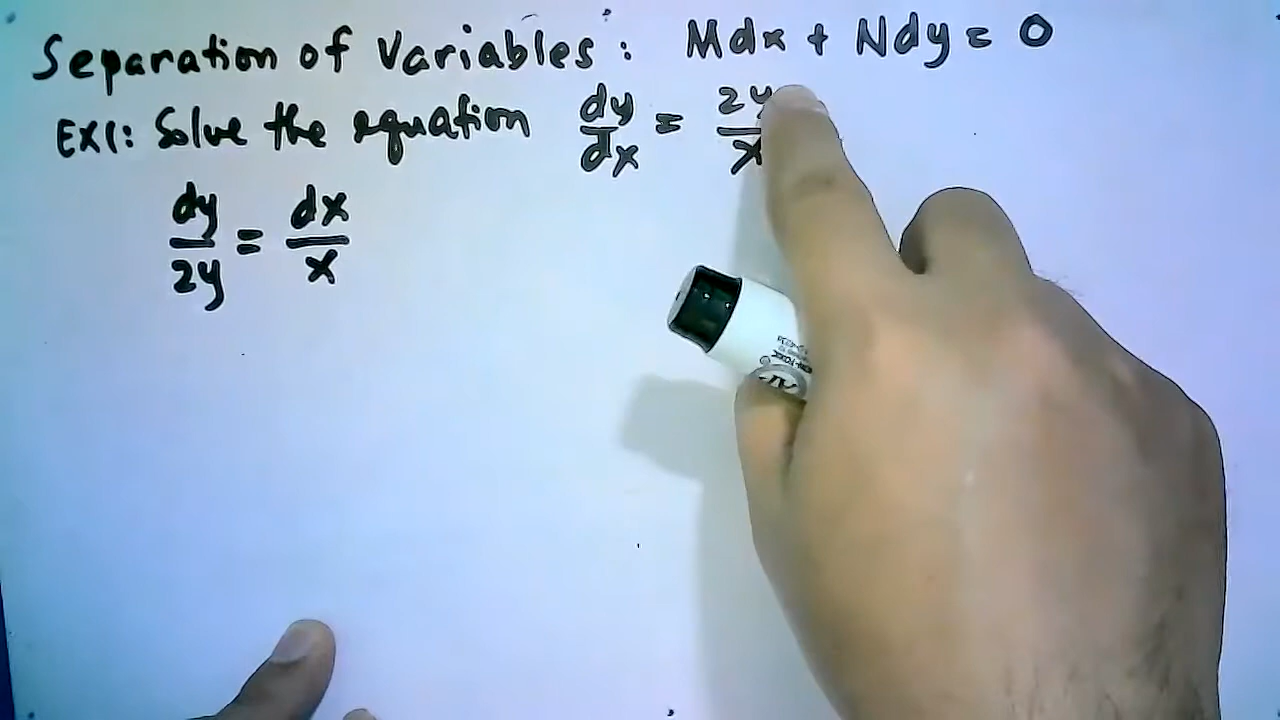 Separation of Variables : Mdx + Ndy = 0
EX1: Solve the equation dy/dx = 2y/x
dy/2y = dx/x